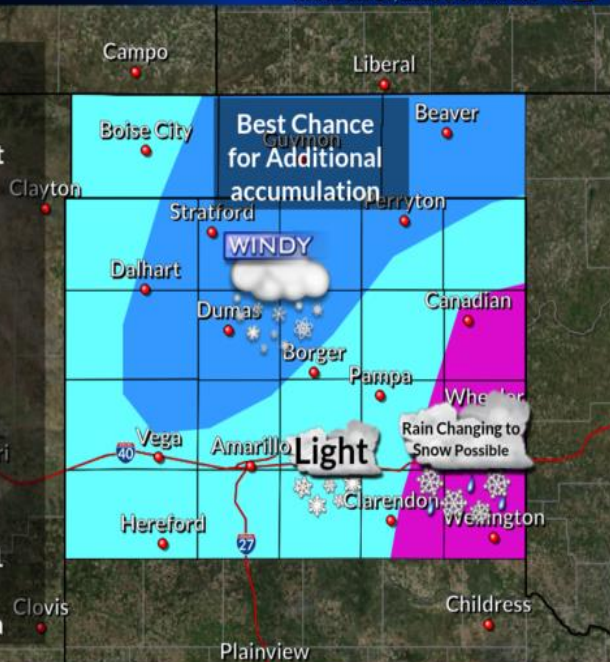 Campo
Liberal
Boise City
Best Chance
Beaver
Guymon
for Additional
Clayton
accumulation
Stratford
Perryton
WINDY
Dalhart
Canadian
Dumas
Borger
Pampa
Wheeler
Rain Changing to
Snow Possible
40
Vega
Amarillo
Light
Clarendon
Wellington
Hereford
27
Clovis
Childress
Plainview